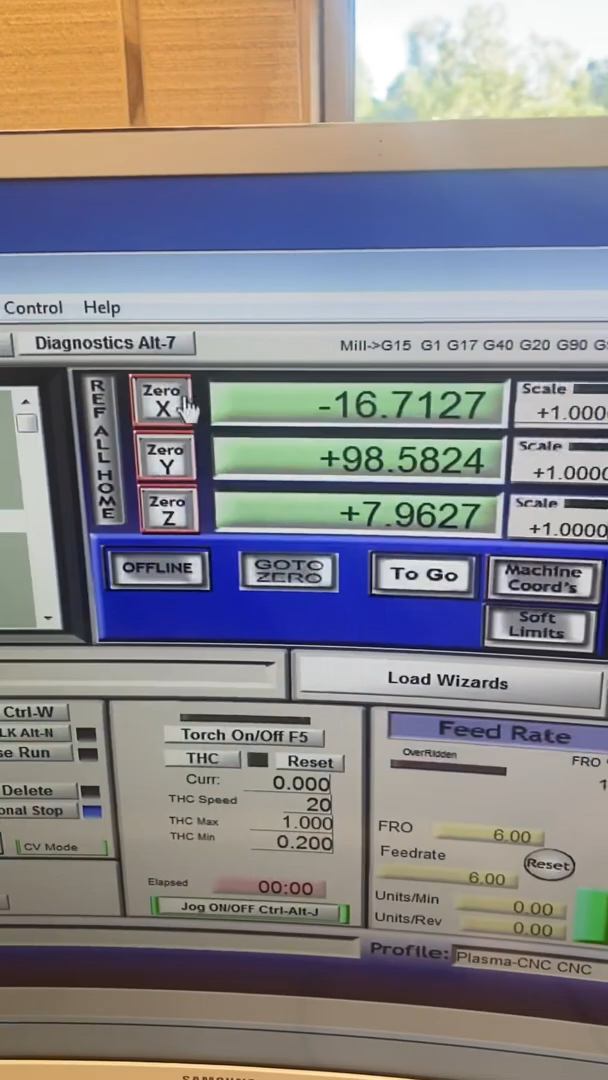 Control Help
Diagnostics Alt-7
Mill->G15 G1 G17 G40 G20 G90
REF ALL HOME
Zero X
-16.7127
Scale
+1.000
Zero Y
+98.5824
Scale
+1.0000
Zero Z
+7.9627
Scale
+1.0000
OFFLINE
GOTO ZERO
To Go
Machine Coord's
Soft Limits
Load Wizards
Ctrl-W
Alt-N
Run
Delete
Stop
CV Mode
Torch On/Off F5
THC
Reset
Curr:
0.000
THC Speed
20
THC Max
1.000
THC Min
0.200
Elapsed
00:00
Jog ON/OFF Ctrl-Alt-J
Feed Rate
OverRidden
FRO
FRO
6.00
Feedrate
6.00
Reset
Units/Min
0.00
Units/Rev
0.00
Profile:
Plasma-CNC CNC